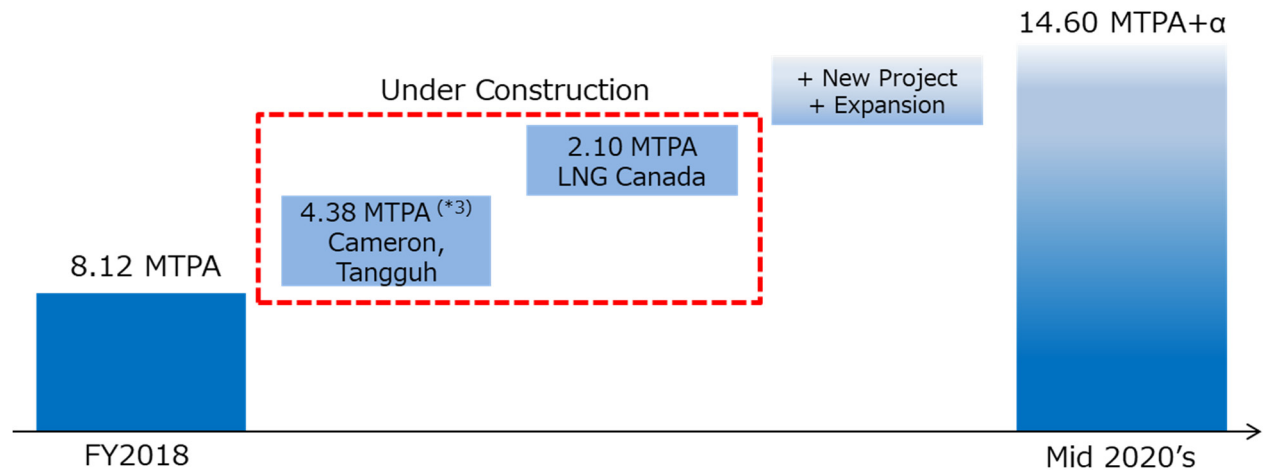 14.60 MTPA+α
+ New Project
+ Expansion
Under Construction
2.10 MTPA
LNG Canada
4.38 MTPA (*3)
Cameron,
Tangguh
8.12 MTPA
FY2018
Mid 2020’s